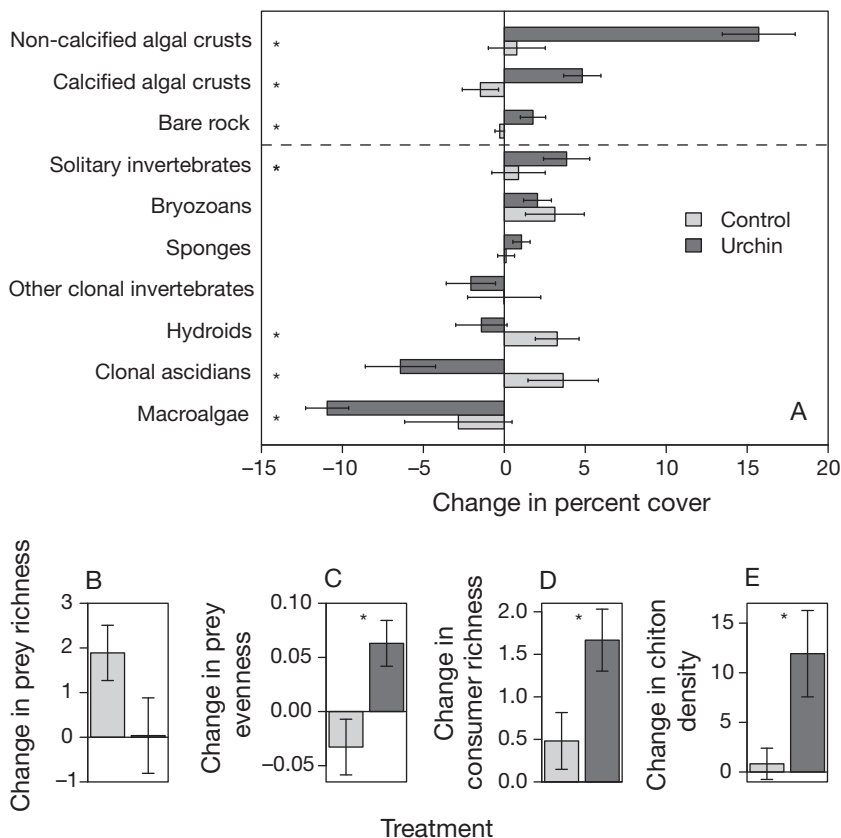 Non-calcified algal crusts *
Calcified algal crusts *
Bare rock *
Solitary invertebrates *
Bryozoans
Sponges
Other clonal invertebrates
Hydroids *
Clonal ascidians *
Macroalgae *
Control
Urchin
A
−15 −10 −5 0 5 10 15 20
Change in percent cover
B
Change in prey richness
3
2
1
0
−1
C
Change in prey
evenness
0.10
0.05
0.00
−0.05
*
D
Change in
consumer richness
2.0
1.5
1.0
0.5
0.0
*
E
Change in chiton
density
15
10
5
0
*
Treatment